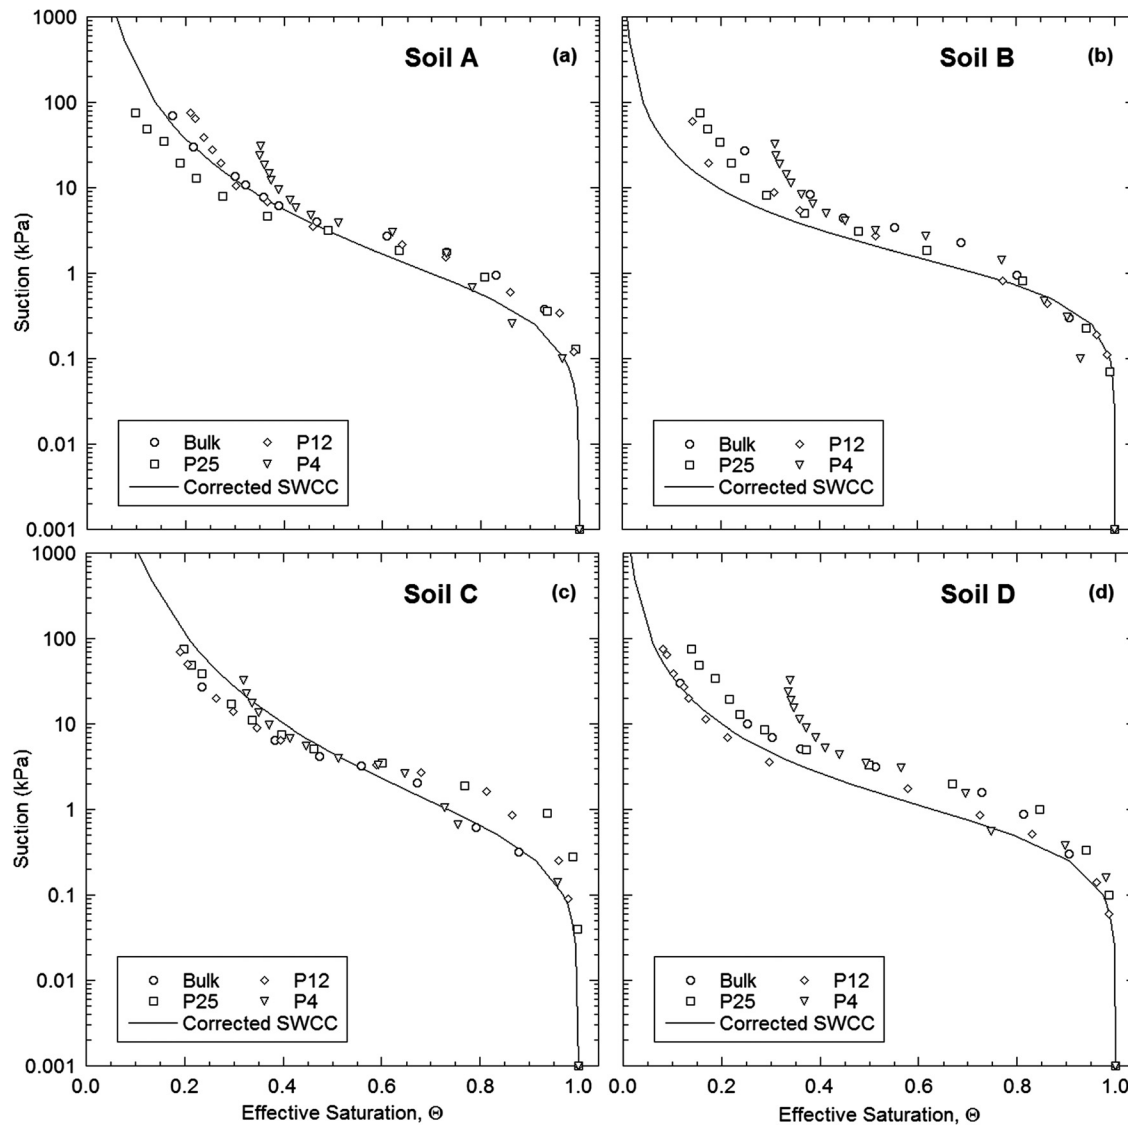 Soil A (a)
1000
100
10
1
0.1
0.01
0.001
Suction (kPa)
Bulk P12
P25 P4
Corrected SWCC
Soil B (b)
Bulk P12
P25 P4
Corrected SWCC
Soil C (c)
1000
100
10
1
0.1
0.01
0.001
Suction (kPa)
Bulk P12
P25 P4
Corrected SWCC
0.0 0.2 0.4 0.6 0.8 1.0
Effective Saturation, Θ
Soil D (d)
Bulk P12
P25 P4
Corrected SWCC
0.0 0.2 0.4 0.6 0.8 1.0
Effective Saturation, Θ